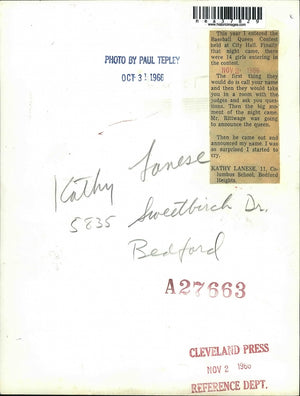 www.historicimages.com
PHOTO BY PAUL TEPLEY
OCT 31 1966
This year I entered the
Baseball Queen Contest
held at City Hall. Finally
that night came, there
were 14 girls entering in
the contest.
NOV 2 1966
The first thing they
would do is call your name
and then they would take
you in a room with the
judges and ask you ques-
tions. Then the big mo-
ment of the night came.
Mr. Kittwage was going
to announce the queen.
Then he came out and
announced my name. I was
so surprised I started to
cry.
KATHY LANESE, 11, Co-
lumbus School, Bedford
Heights.
Kathy Lanese
5835 Sweetbirch Dr.
Bedford
A27663
CLEVELAND PRESS
NOV 2 1966
REFERENCE DEPT.